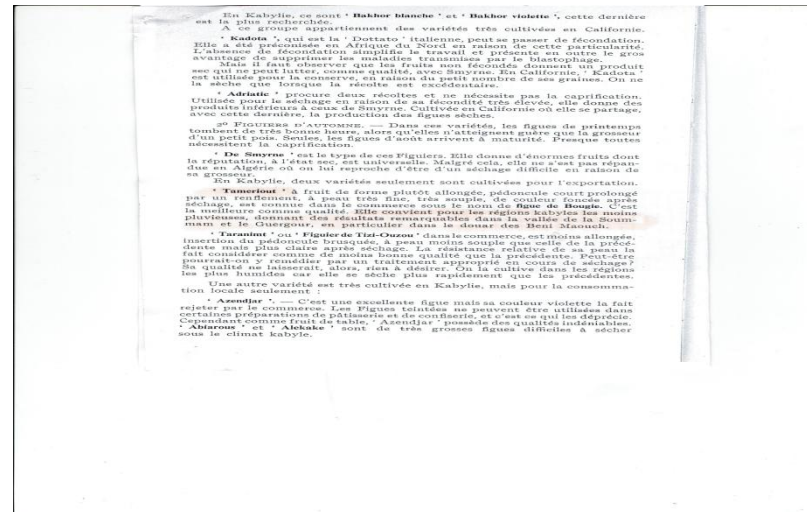 En Kabylie, ce sont ‘ Bakhor blanche ’ et ‘ Bakhor violette ’, cette dernière
est la plus recherchée.
A ce groupe appartiennent des variétés très cultivées en Californie.
‘ Kadota ’, qui est la ‘ Dottato ’ italienne, peut se passer de fécondation.
Elle a été préconisée en Afrique du Nord en raison de cette particularité.
L'absence de fécondation simplifie le travail et présente en outre le gros
avantage de supprimer les maladies transmises par le blastophage.
Mais il faut observer que les fruits non fécondés donnent un produit
sec qui ne peut lutter, comme qualité, avec Smyrne. En Californie, ‘ Kadota ’
est utilisée pour la conserve, en raison du petit nombre de ses graines. On ne
la sèche que lorsque la récolte est excédentaire.
‘ Adriatic ’ procure deux récoltes et ne nécessite pas la caprification.
Utilisée pour le séchage en raison de sa fécondité très élevée, elle donne des
produits inférieurs à ceux de Smyrne. Cultivée en Californie où elle se partage,
avec cette dernière, la production des figues sèches.
2º FIGUIERS D'AUTOMNE. — Dans ces variétés, les figues de printemps
tombent de très bonne heure, alors qu'elles n'atteignent guère que la grosseur
d'un petit pois. Seules, les figues d'août arrivent à maturité. Presque toutes
nécessitent la caprification.
‘ De Smyrne ’ est le type de ces Figuiers. Elle donne d'énormes fruits dont
la réputation, à l'état sec, est universelle. Malgré cela, elle ne s'est pas répan-
due en Algérie où on lui reproche d'être d'un séchage difficile en raison de
sa grosseur.
En Kabylie, deux variétés seulement sont cultivées pour l'exportation.
‘ Tameriout ’ à fruit de forme plutôt allongée, pédoncule court prolongé
par un renflement, à peau très fine, très souple, de couleur foncée après
séchage, est connue dans le commerce sous le nom de figue de Bougie. C'est
la meilleure comme qualité. Elle convient pour les régions kabyles les moins
pluvieuses, donnant des résultats remarquables dans la vallée de la Soum-
mam et le Guergour, en particulier dans le douar des Beni Maouch.
‘ Taranimt ’ ou ‘ Figuier de Tizi-Ouzou ’ dans le commerce, est moins allongée,
insertion du pédoncule brusquée, à peau moins souple que celle de la précé-
dente mais plus claire après séchage. La résistance relative de sa peau la
fait considérer comme de moins bonne qualité que la précédente. Peut-être
pourrait-on y remédier par un traitement approprié en cours de séchage?
Sa qualité ne laisserait, alors, rien à désirer. On la cultive dans les régions
les plus humides car elle se sèche plus rapidement que les précédentes.
Une autre variété est très cultivée en Kabylie, mais pour la consomma-
tion locale seulement :
‘ Azendjar ’. — C'est une excellente figue mais sa couleur violette la fait
rejeter par le commerce. Les Figues teintées ne peuvent être utilisées dans
certaines préparations de pâtisserie et de confiserie, et c'est ce qui les déprécie.
Cependant comme fruit de table, ‘ Azendjar ’ possède des qualités indéniables.
‘ Abiarous ’ et ‘ Alekake ’ sont de très grosses figues difficiles à sécher
sous le climat kabyle.